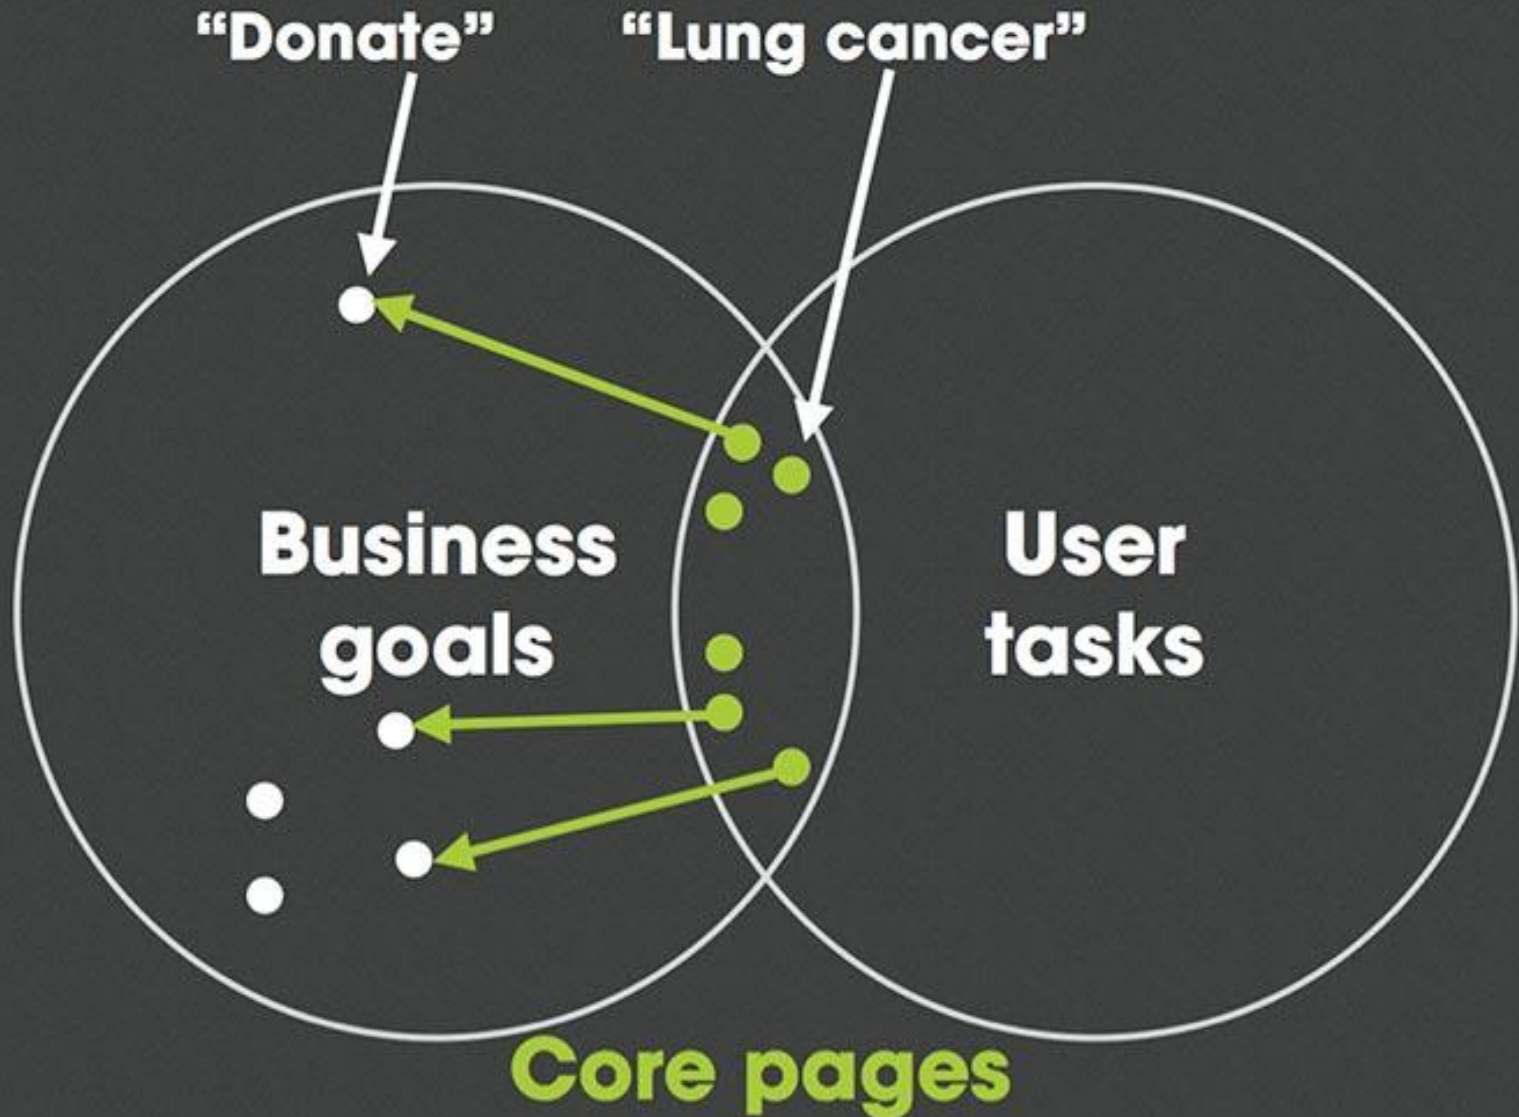 “Donate”
“Lung cancer”
Business
goals
User
tasks
Core pages